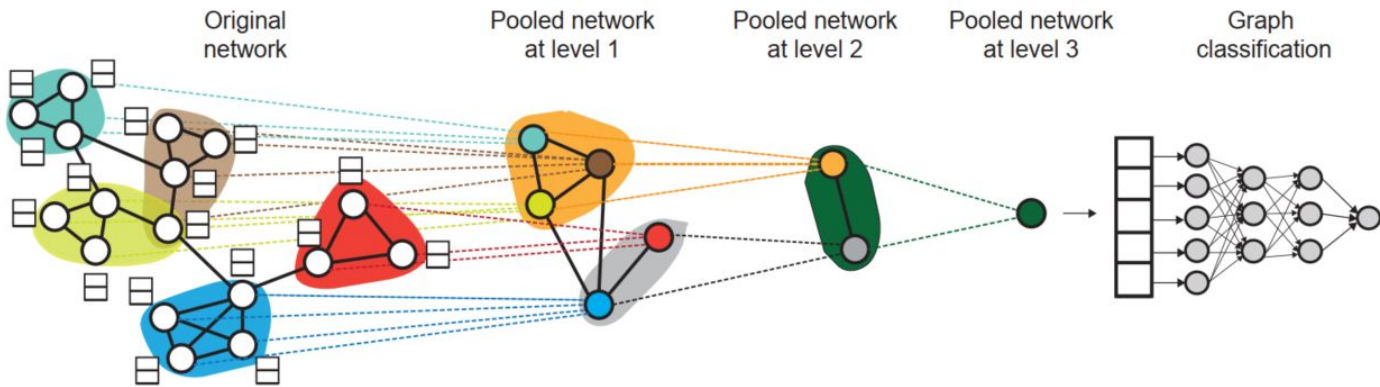 Original
network
Pooled network
at level 1
Pooled network
at level 2
Pooled network
at level 3
Graph
classification